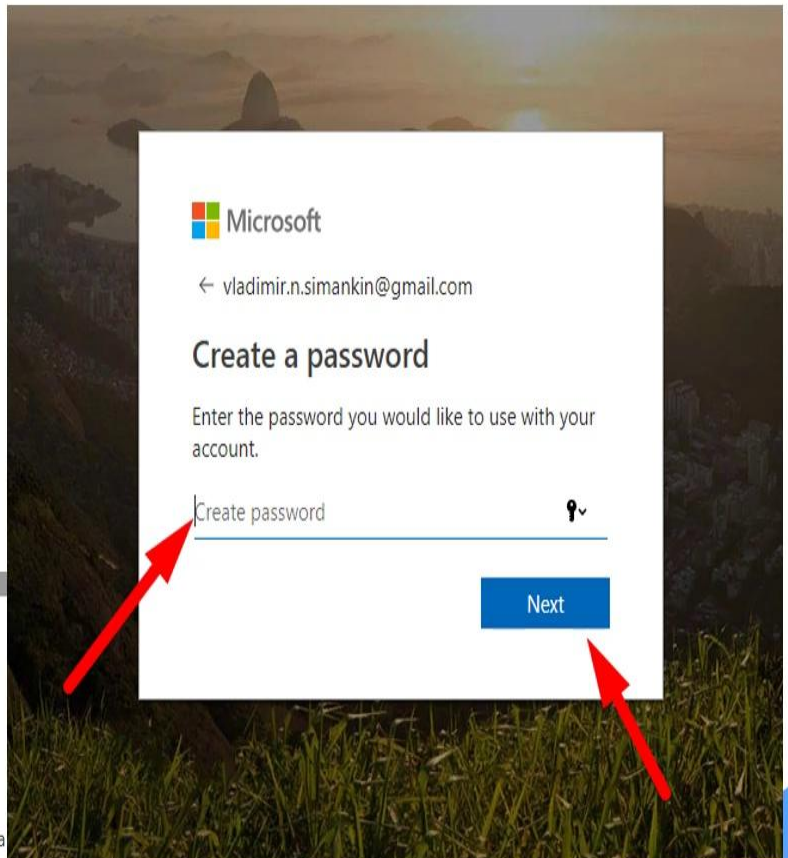 Microsoft
← vladimir.n.simankin@gmail.com
Create a password
Enter the password you would like to use with your
account.
Create password
Next
a